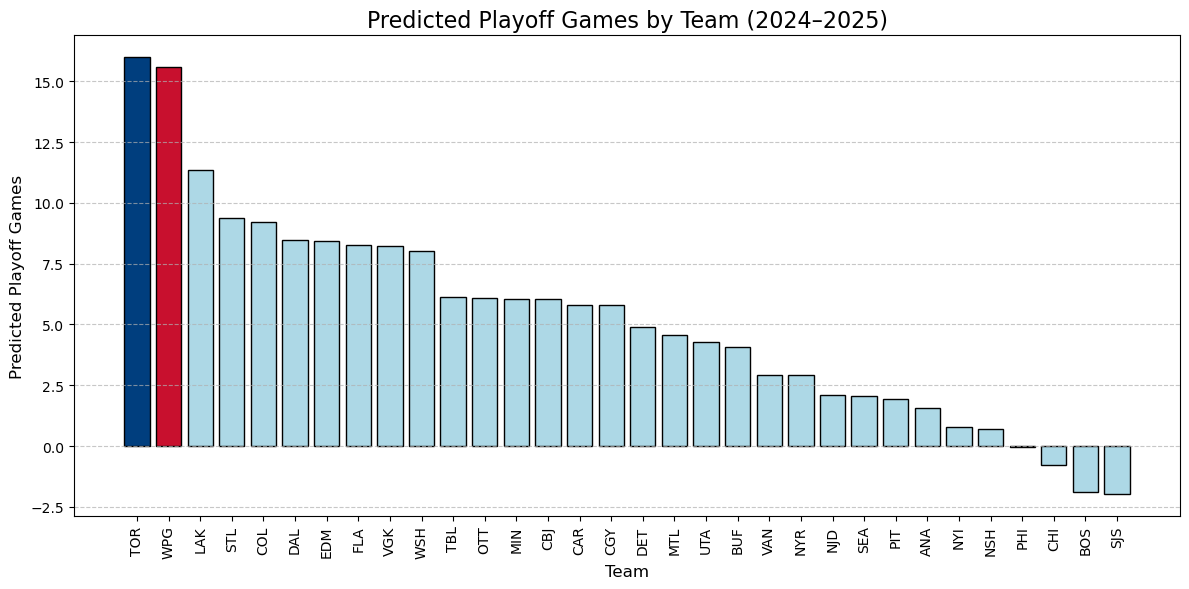 Predicted Playoff Games by Team (2024–2025)
Predicted Playoff Games
15.0
12.5
10.0
7.5
5.0
2.5
0.0
−2.5
TOR WPG LAK STL COL DAL EDM FLA VGK WSH TBL OTT MIN CBJ CAR CGY DET MTL UTA BUF VAN NYR NJD SEA PIT ANA NYI NSH PHI CHI BOS SJS
Team